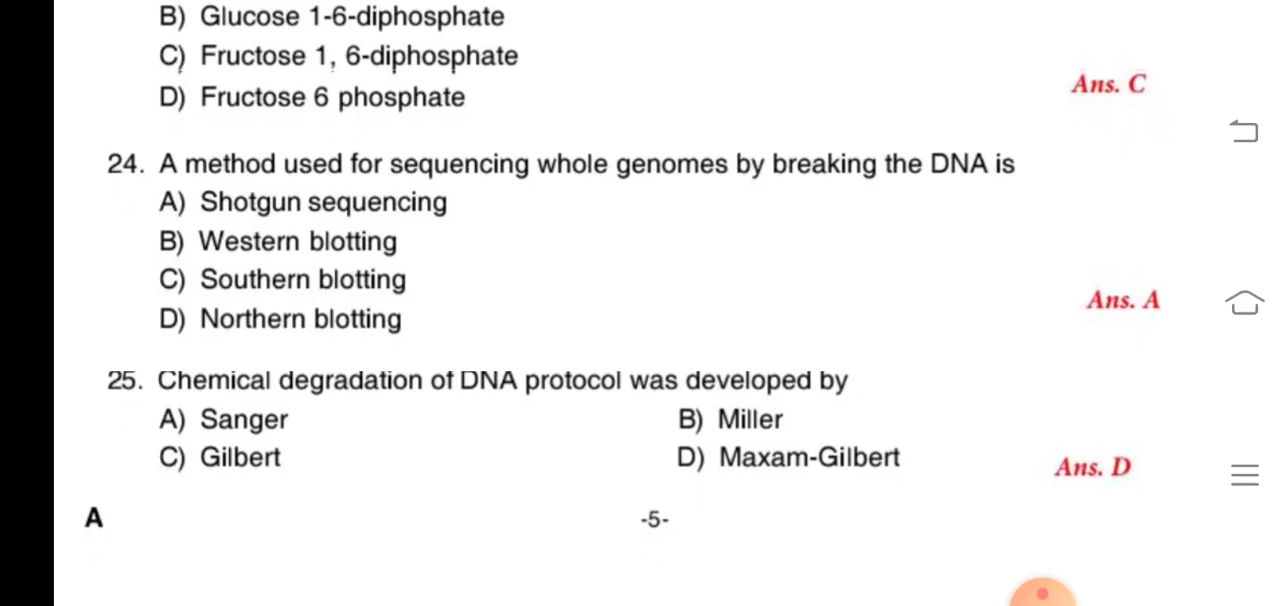 B) Glucose 1-6-diphosphate
C) Fructose 1, 6-diphosphate
D) Fructose 6 phosphate
Ans. C
24. A method used for sequencing whole genomes by breaking the DNA is
A) Shotgun sequencing
B) Western blotting
C) Southern blotting
D) Northern blotting
Ans. A
25. Chemical degradation of DNA protocol was developed by
A) Sanger B) Miller
C) Gilbert D) Maxam-Gilbert
Ans. D
A -5-